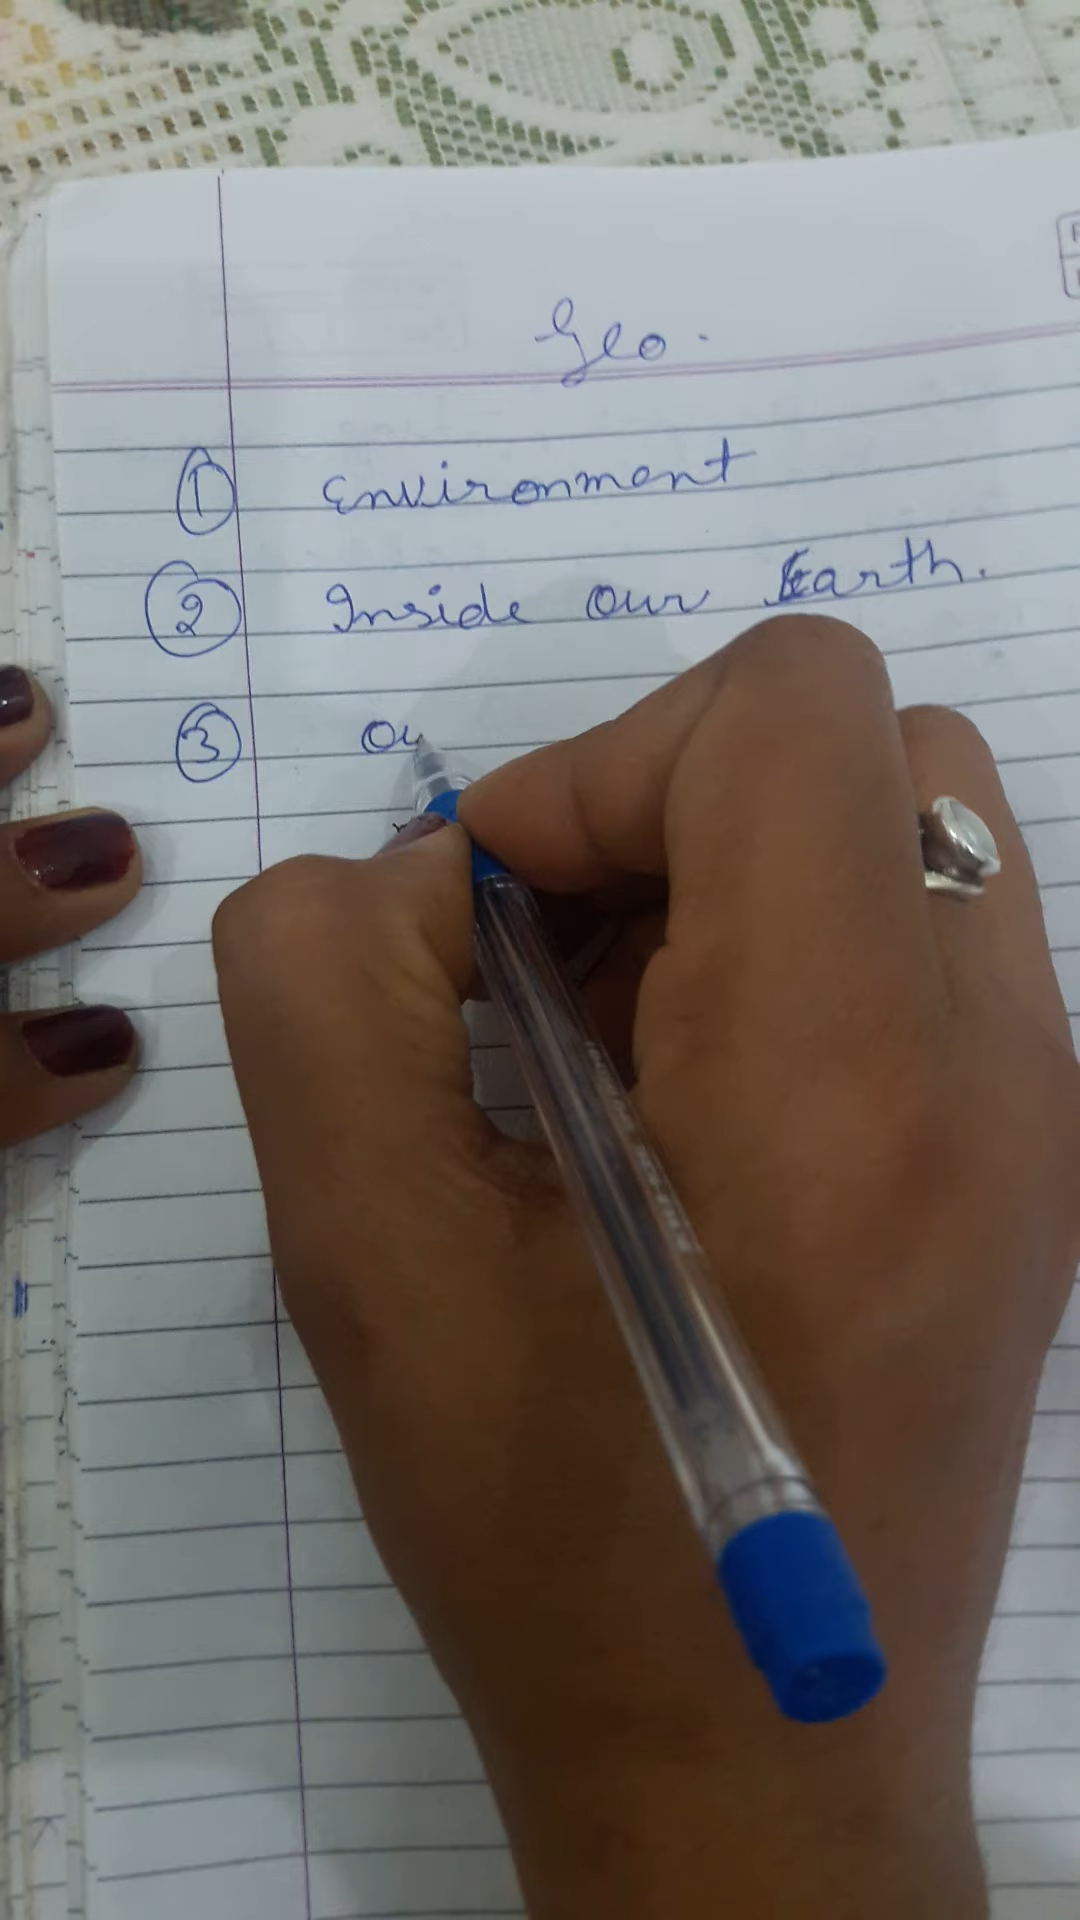 Geo.
① Environment
② Inside our Earth.
③ Ou